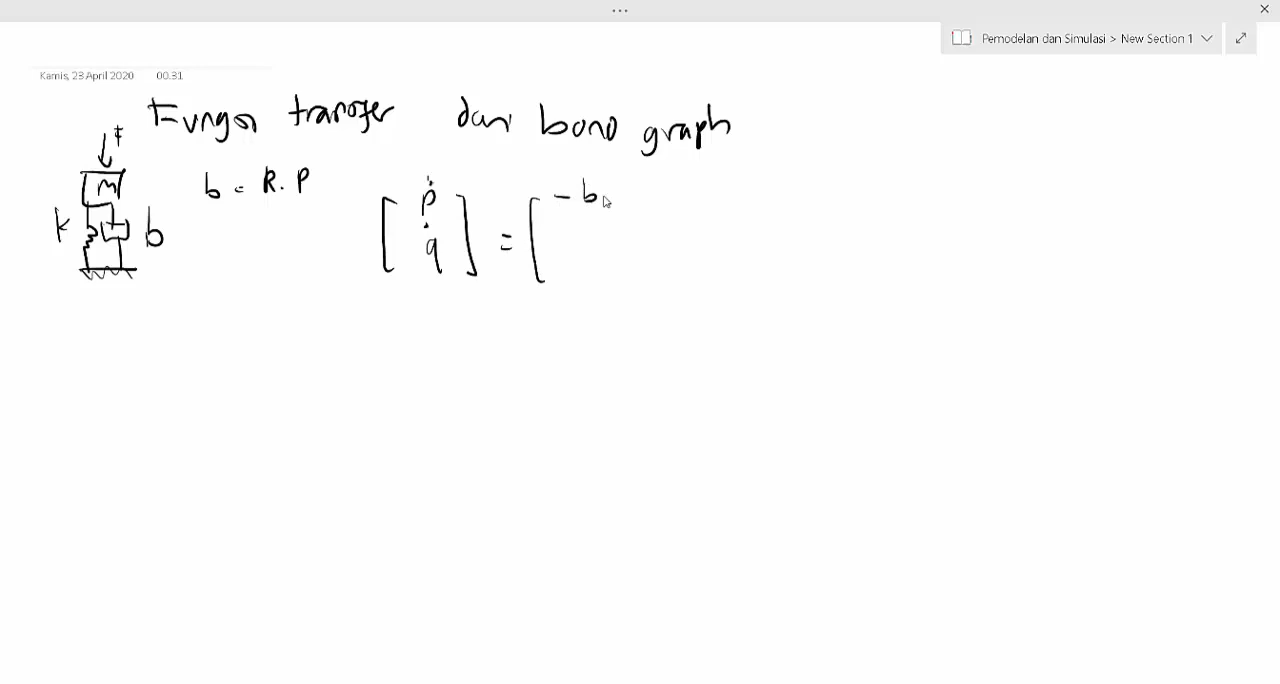 Pemodelan dan Simulasi > New Section 1
Kamis, 23 April 2020 00.31
Fungsi transfer dari bond graph
F
M
k
b
b = R. P
[ ṗ q̇ ] = [ - b